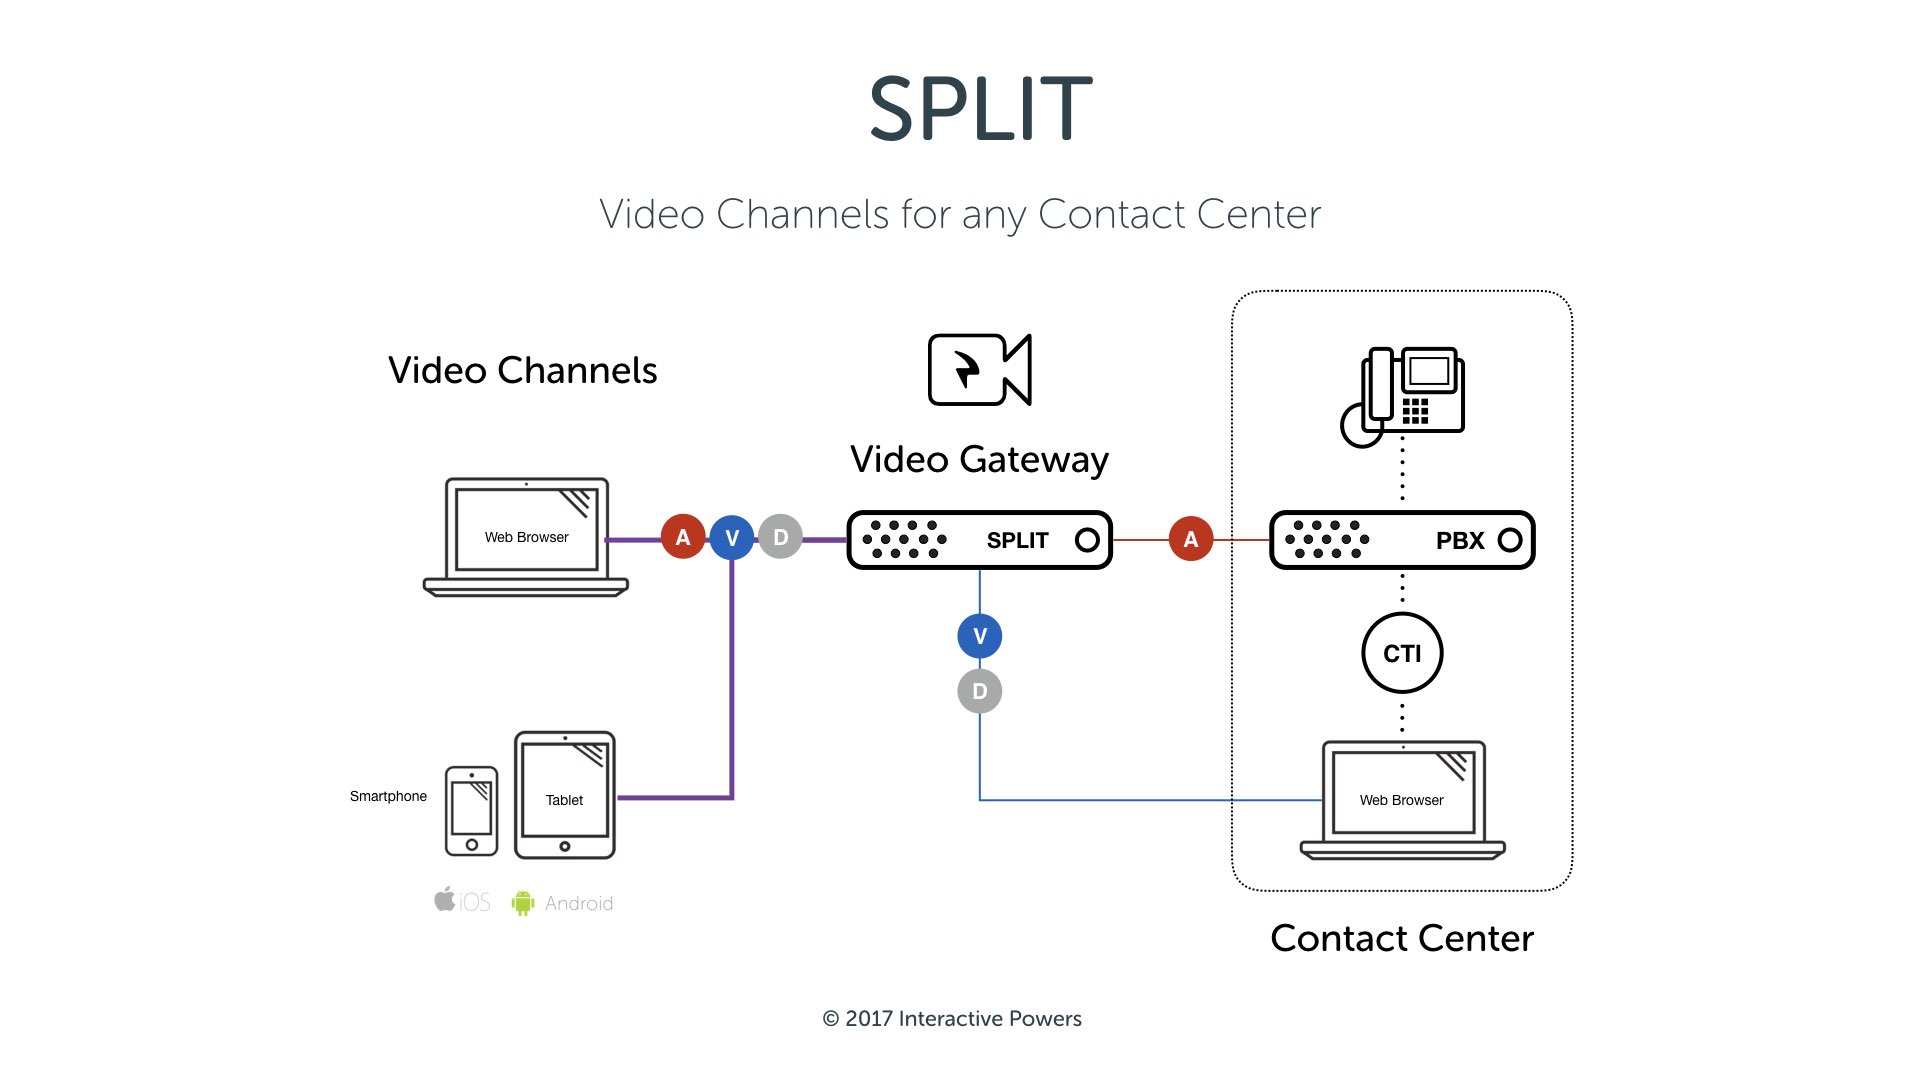 SPLIT
Video Channels for any Contact Center
Video Channels
Video Gateway
Web Browser
A
V
D
SPLIT
A
PBX
V
D
CTI
Smartphone
Tablet
Web Browser
iOS
Android
Contact Center
© 2017 Interactive Powers